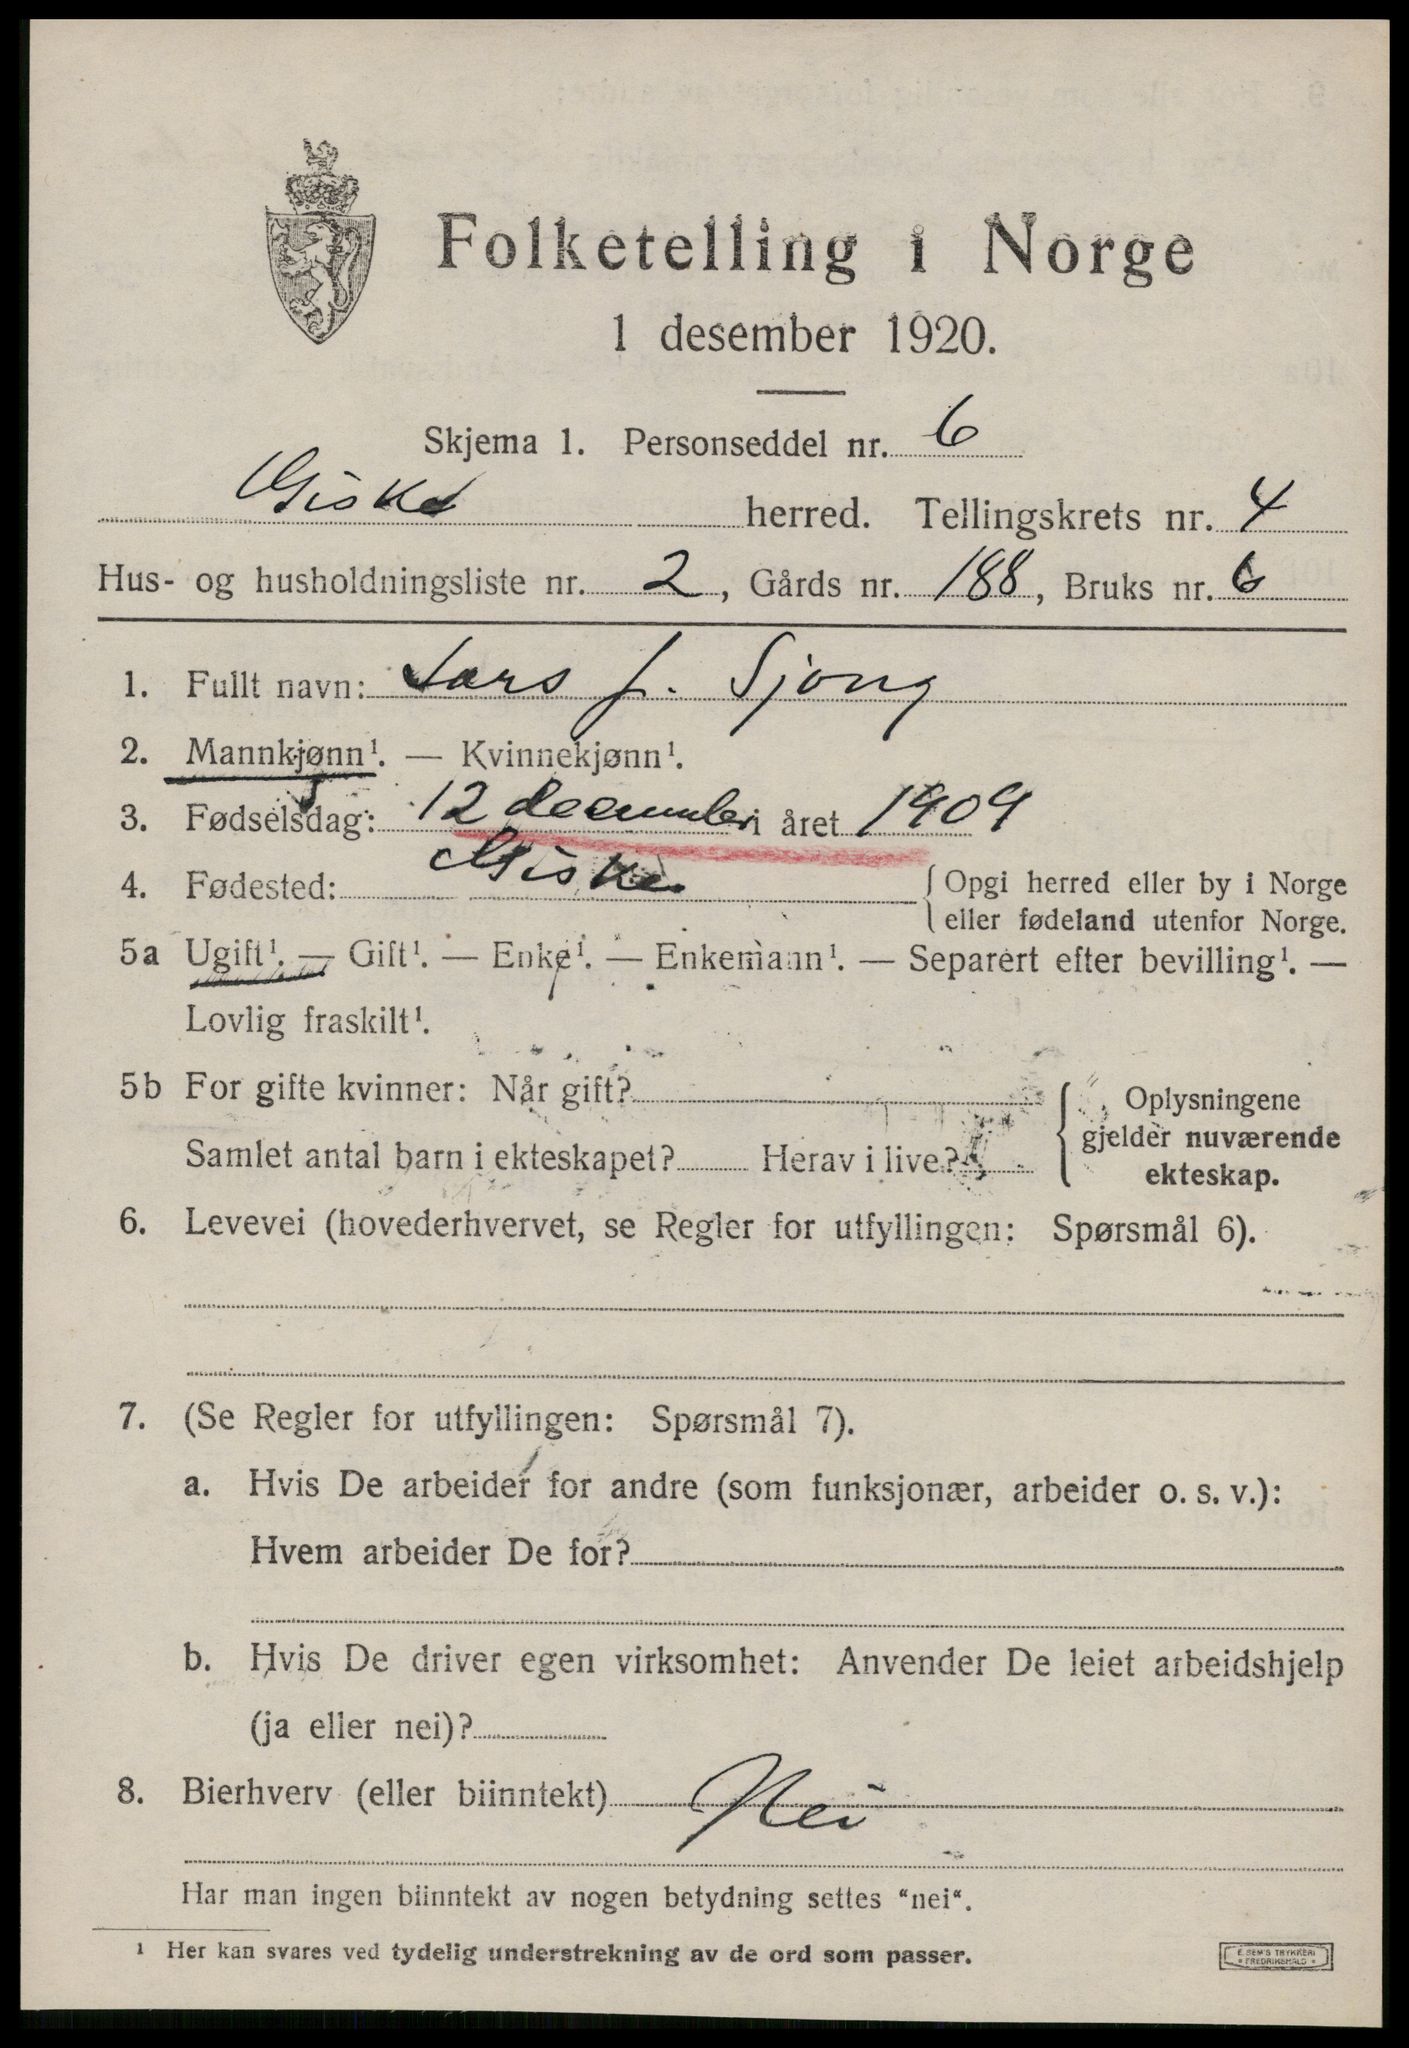 Folketelling i Norge
1 desember 1920.
Skjema 1. Personseddel nr. 6
Giske herred. Tellingskrets nr. 4
Hus- og husholdningsliste nr. 2, Gårds nr. 188, Bruks nr. 6
1. Fullt navn: Lars J. Sjong
2. Mannkjønn¹. — Kvinnekjønn¹.
3. Fødselsdag: 12 december i året 1909
4. Fødested: Giske {Opgi herred eller by i Norge
eller fødeland utenfor Norge.
5a Ugift¹. — Gift¹. — Enke¹. — Enkemann¹. — Separert efter bevilling¹. —
Lovlig fraskilt¹.
5b For gifte kvinner: Når gift?
Samlet antal barn i ekteskapet? Herav i live?
{ Oplysningene
gjelder nuværende
ekteskap.
6. Levevei (hovederhvervet, se Regler for utfyllingen: Spørsmål 6).
7. (Se Regler for utfyllingen: Spørsmål 7).
a. Hvis De arbeider for andre (som funksjonær, arbeider o. s. v.):
Hvem arbeider De for?
b. Hvis De driver egen virksomhet: Anvender De leiet arbeidshjelp
(ja eller nei)?
8. Bierhverv (eller biinntekt) Nei
Har man ingen biinntekt av nogen betydning settes “nei“.
¹ Her kan svares ved tydelig understrekning av de ord som passer.
E. SEM'S TRYKKERI
* FREDRIKSHALD *